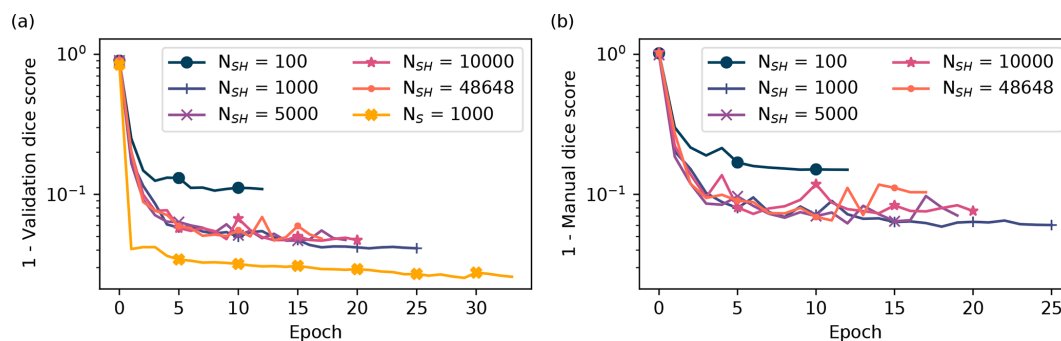 (a)
1 - Validation dice score
10⁰
10⁻¹
N_SH = 100
N_SH = 1000
N_SH = 5000
N_SH = 10000
N_SH = 48648
N_S = 1000
0 5 10 15 20 25 30
Epoch
(b)
1 - Manual dice score
10⁰
10⁻¹
N_SH = 100
N_SH = 1000
N_SH = 5000
N_SH = 10000
N_SH = 48648
0 5 10 15 20 25
Epoch